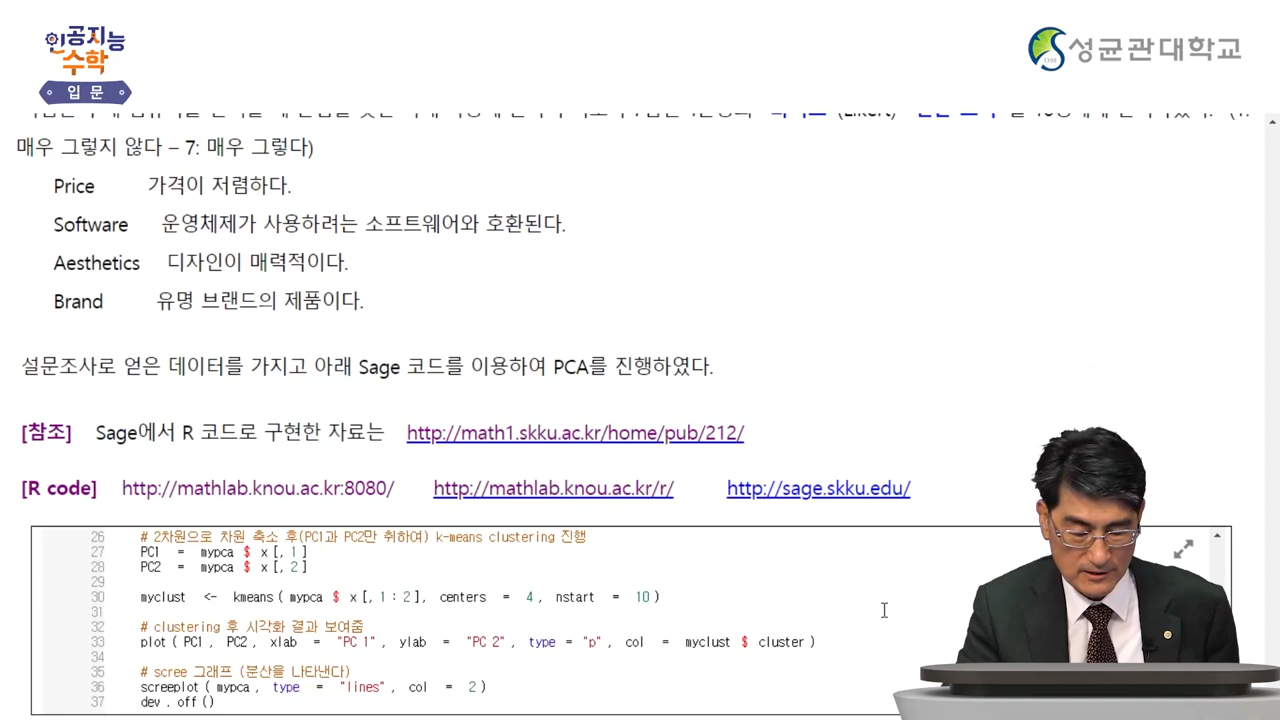 인공지능
수학
입 문
성균관대학교
매우 그렇지 않다 – 7: 매우 그렇다)
Price 가격이 저렴하다.
Software 운영체제가 사용하려는 소프트웨어와 호환된다.
Aesthetics 디자인이 매력적이다.
Brand 유명 브랜드의 제품이다.
설문조사로 얻은 데이터를 가지고 아래 Sage 코드를 이용하여 PCA를 진행하였다.
[참조] Sage에서 R 코드로 구현한 자료는 http://math1.skku.ac.kr/home/pub/212/
[R code] http://mathlab.knou.ac.kr:8080/ http://mathlab.knou.ac.kr/r/ http://sage.skku.edu/
26 # 2차원으로 차원 축소 후(PC1과 PC2만 취하여) k-means clustering 진행
27 PC1 = mypca $ x[,1]
28 PC2 = mypca $ x[,2]
29
30 myclust <- kmeans(mypca $ x[,1:2], centers = 4, nstart = 10)
31
32 # clustering 후 시각화 결과 보여줌
33 plot(PC1, PC2, xlab = "PC 1", ylab = "PC 2", type = "p", col = myclust $ cluster)
34
35 # scree 그래프 (분산을 나타낸다)
36 screeplot(mypca, type = "lines", col = 2)
37 dev.off()